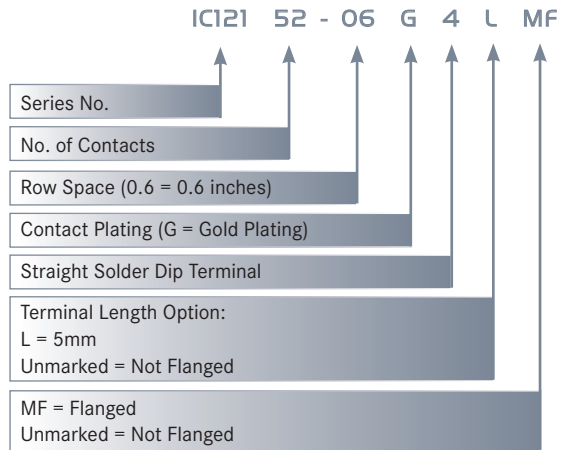 IC121 52 - 06 G 4 L MF
Series No.
No. of Contacts
Row Space (0.6 = 0.6 inches)
Contact Plating (G = Gold Plating)
Straight Solder Dip Terminal
Terminal Length Option:
L = 5mm
Unmarked = Not Flanged
MF = Flanged
Unmarked = Not Flanged